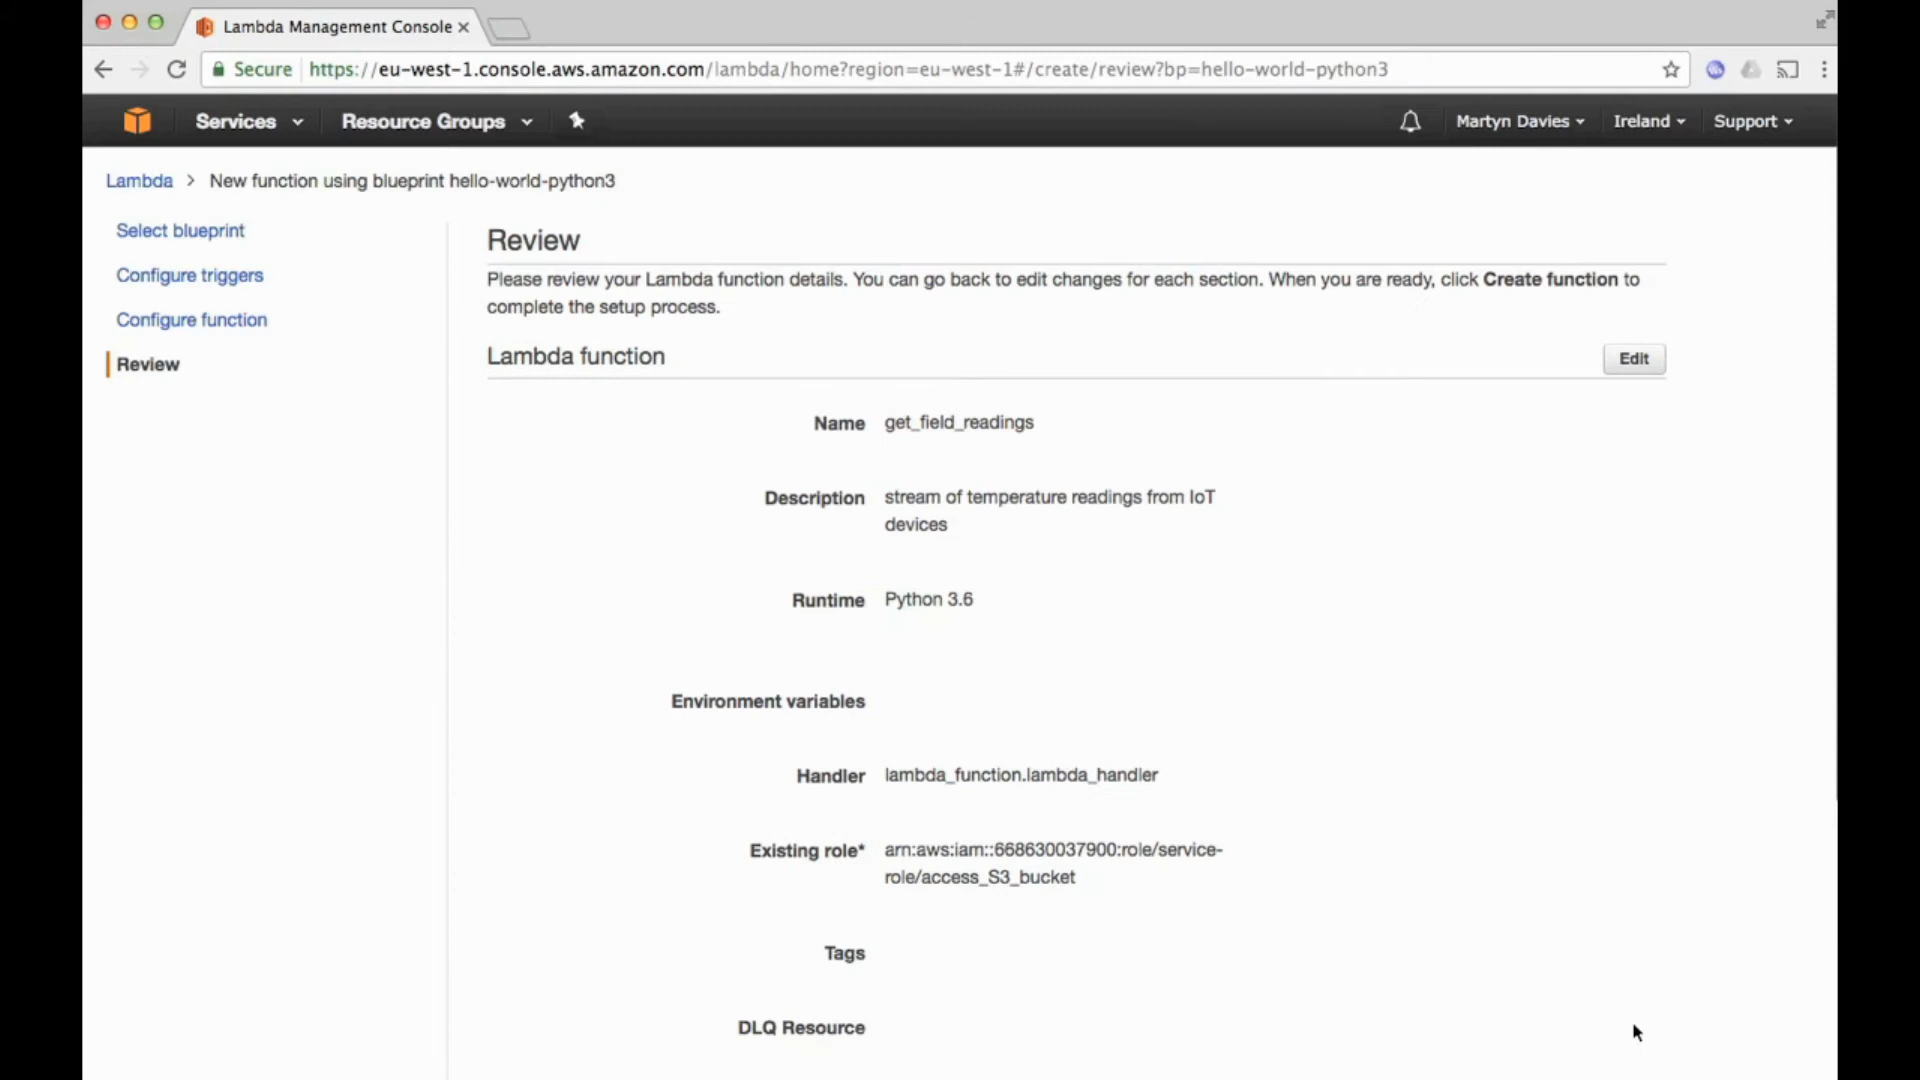 Lambda Management Console
Secure https://eu-west-1.console.aws.amazon.com/lambda/home?region=eu-west-1#/create/review?bp=hello-world-python3
Services Resource Groups Martyn Davies Ireland Support
Lambda > New function using blueprint hello-world-python3
Select blueprint
Configure triggers
Configure function
Review
Review
Please review your Lambda function details. You can go back to edit changes for each section. When you are ready, click Create function to
complete the setup process.
Lambda function
Edit
Name get_field_readings
Description stream of temperature readings from IoT
devices
Runtime Python 3.6
Environment variables
Handler lambda_function.lambda_handler
Existing role* arn:aws:iam::668630037900:role/service-
role/access_S3_bucket
Tags
DLQ Resource